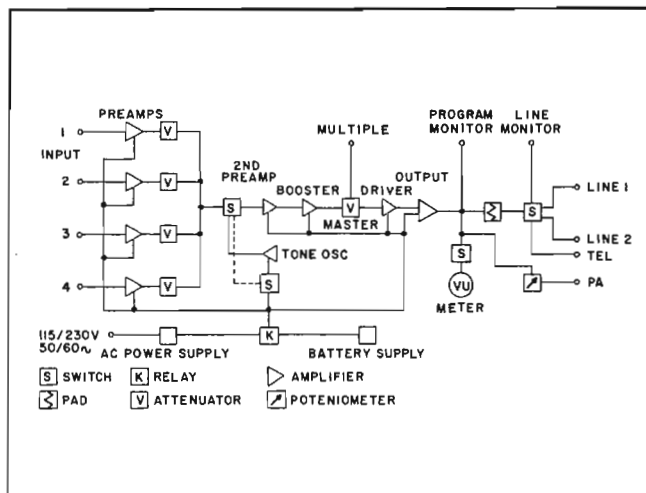 PREAMPS
1
V
INPUT
2
V
3
V
4
V
PROGRAM MONITOR
LINE MONITOR
MULTIPLE
2ND PREAMP
BOOSTER
DRIVER
OUTPUT
S
V
MASTER
TONE OSC
S
S
LINE 1
LINE 2
TEL
S
VU
METER
PA
115/230V
50/60~
AC POWER SUPPLY
K
BATTERY SUPPLY
S SWITCH
K RELAY
AMPLIFIER
PAD
V ATTENUATOR
POTENIOMETER